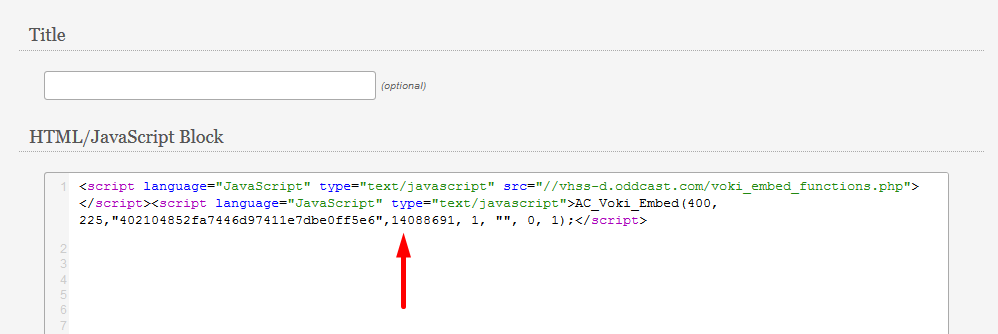 Title
(optional)
HTML/JavaScript Block
1 <script language="JavaScript" type="text/javascript" src="//vhss-d.oddcast.com/voki_embed_functions.php">
</script><script language="JavaScript" type="text/javascript">AC_Voki_Embed(400,
225,"402104852fa7446d97411e7dbe0ff5e6",14088691, 1, "", 0, 1);</script>
2
3
4
5
6
7